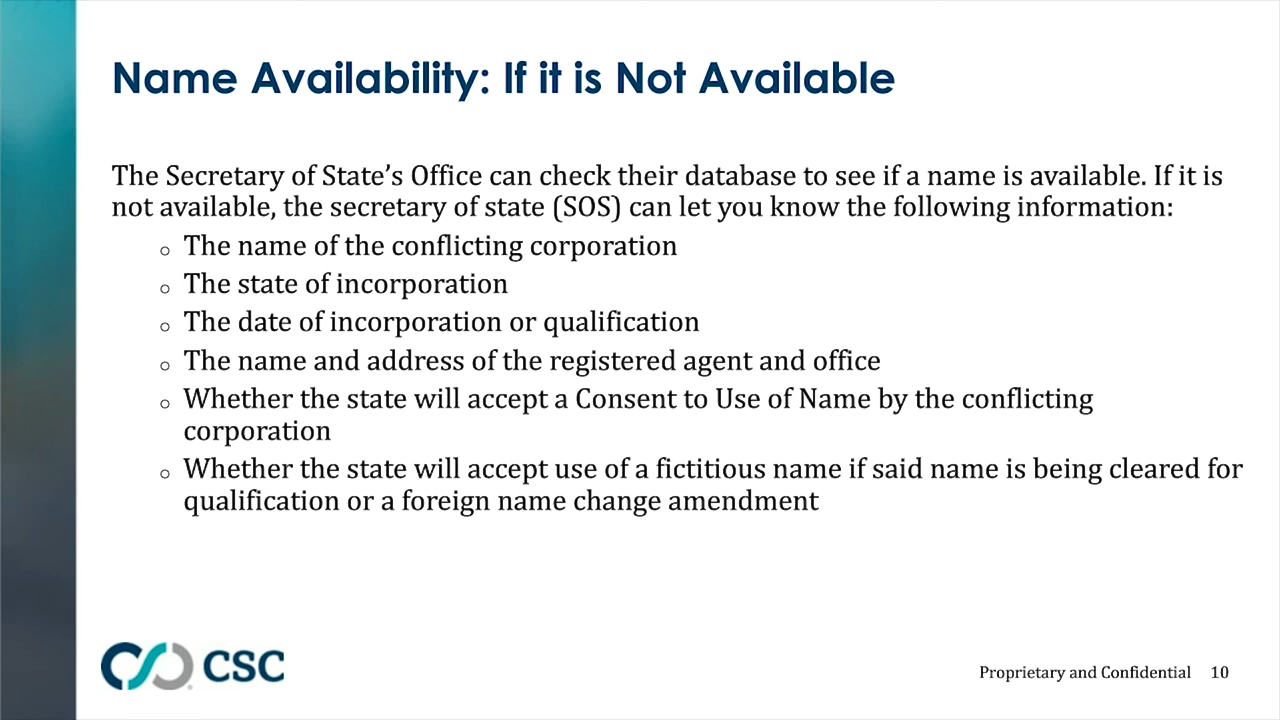 Name Availability: If it is Not Available
The Secretary of State’s Office can check their database to see if a name is available. If it is
not available, the secretary of state (SOS) can let you know the following information:
○ The name of the conflicting corporation
○ The state of incorporation
○ The date of incorporation or qualification
○ The name and address of the registered agent and office
○ Whether the state will accept a Consent to Use of Name by the conflicting
corporation
○ Whether the state will accept use of a fictitious name if said name is being cleared for
qualification or a foreign name change amendment
CSC
Proprietary and Confidential 10